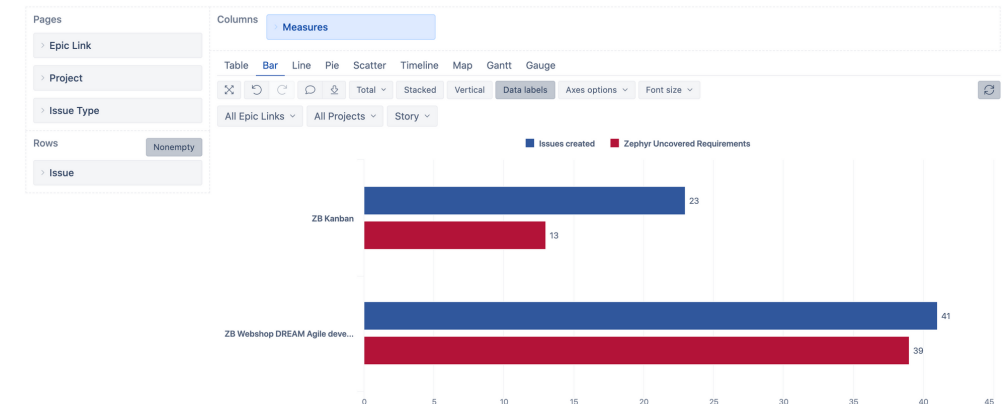 Pages
Epic Link
Project
Issue Type
Rows
Nonempty
Issue
Columns
Measures
Table Bar Line Pie Scatter Timeline Map Gantt Gauge
Total Stacked Vertical Data labels Axes options Font size
All Epic Links All Projects Story
Issues created Zephyr Uncovered Requirements
ZB Kanban
23
13
ZB Webshop DREAM Agile deve...
41
39
0 5 10 15 20 25 30 35 40 45